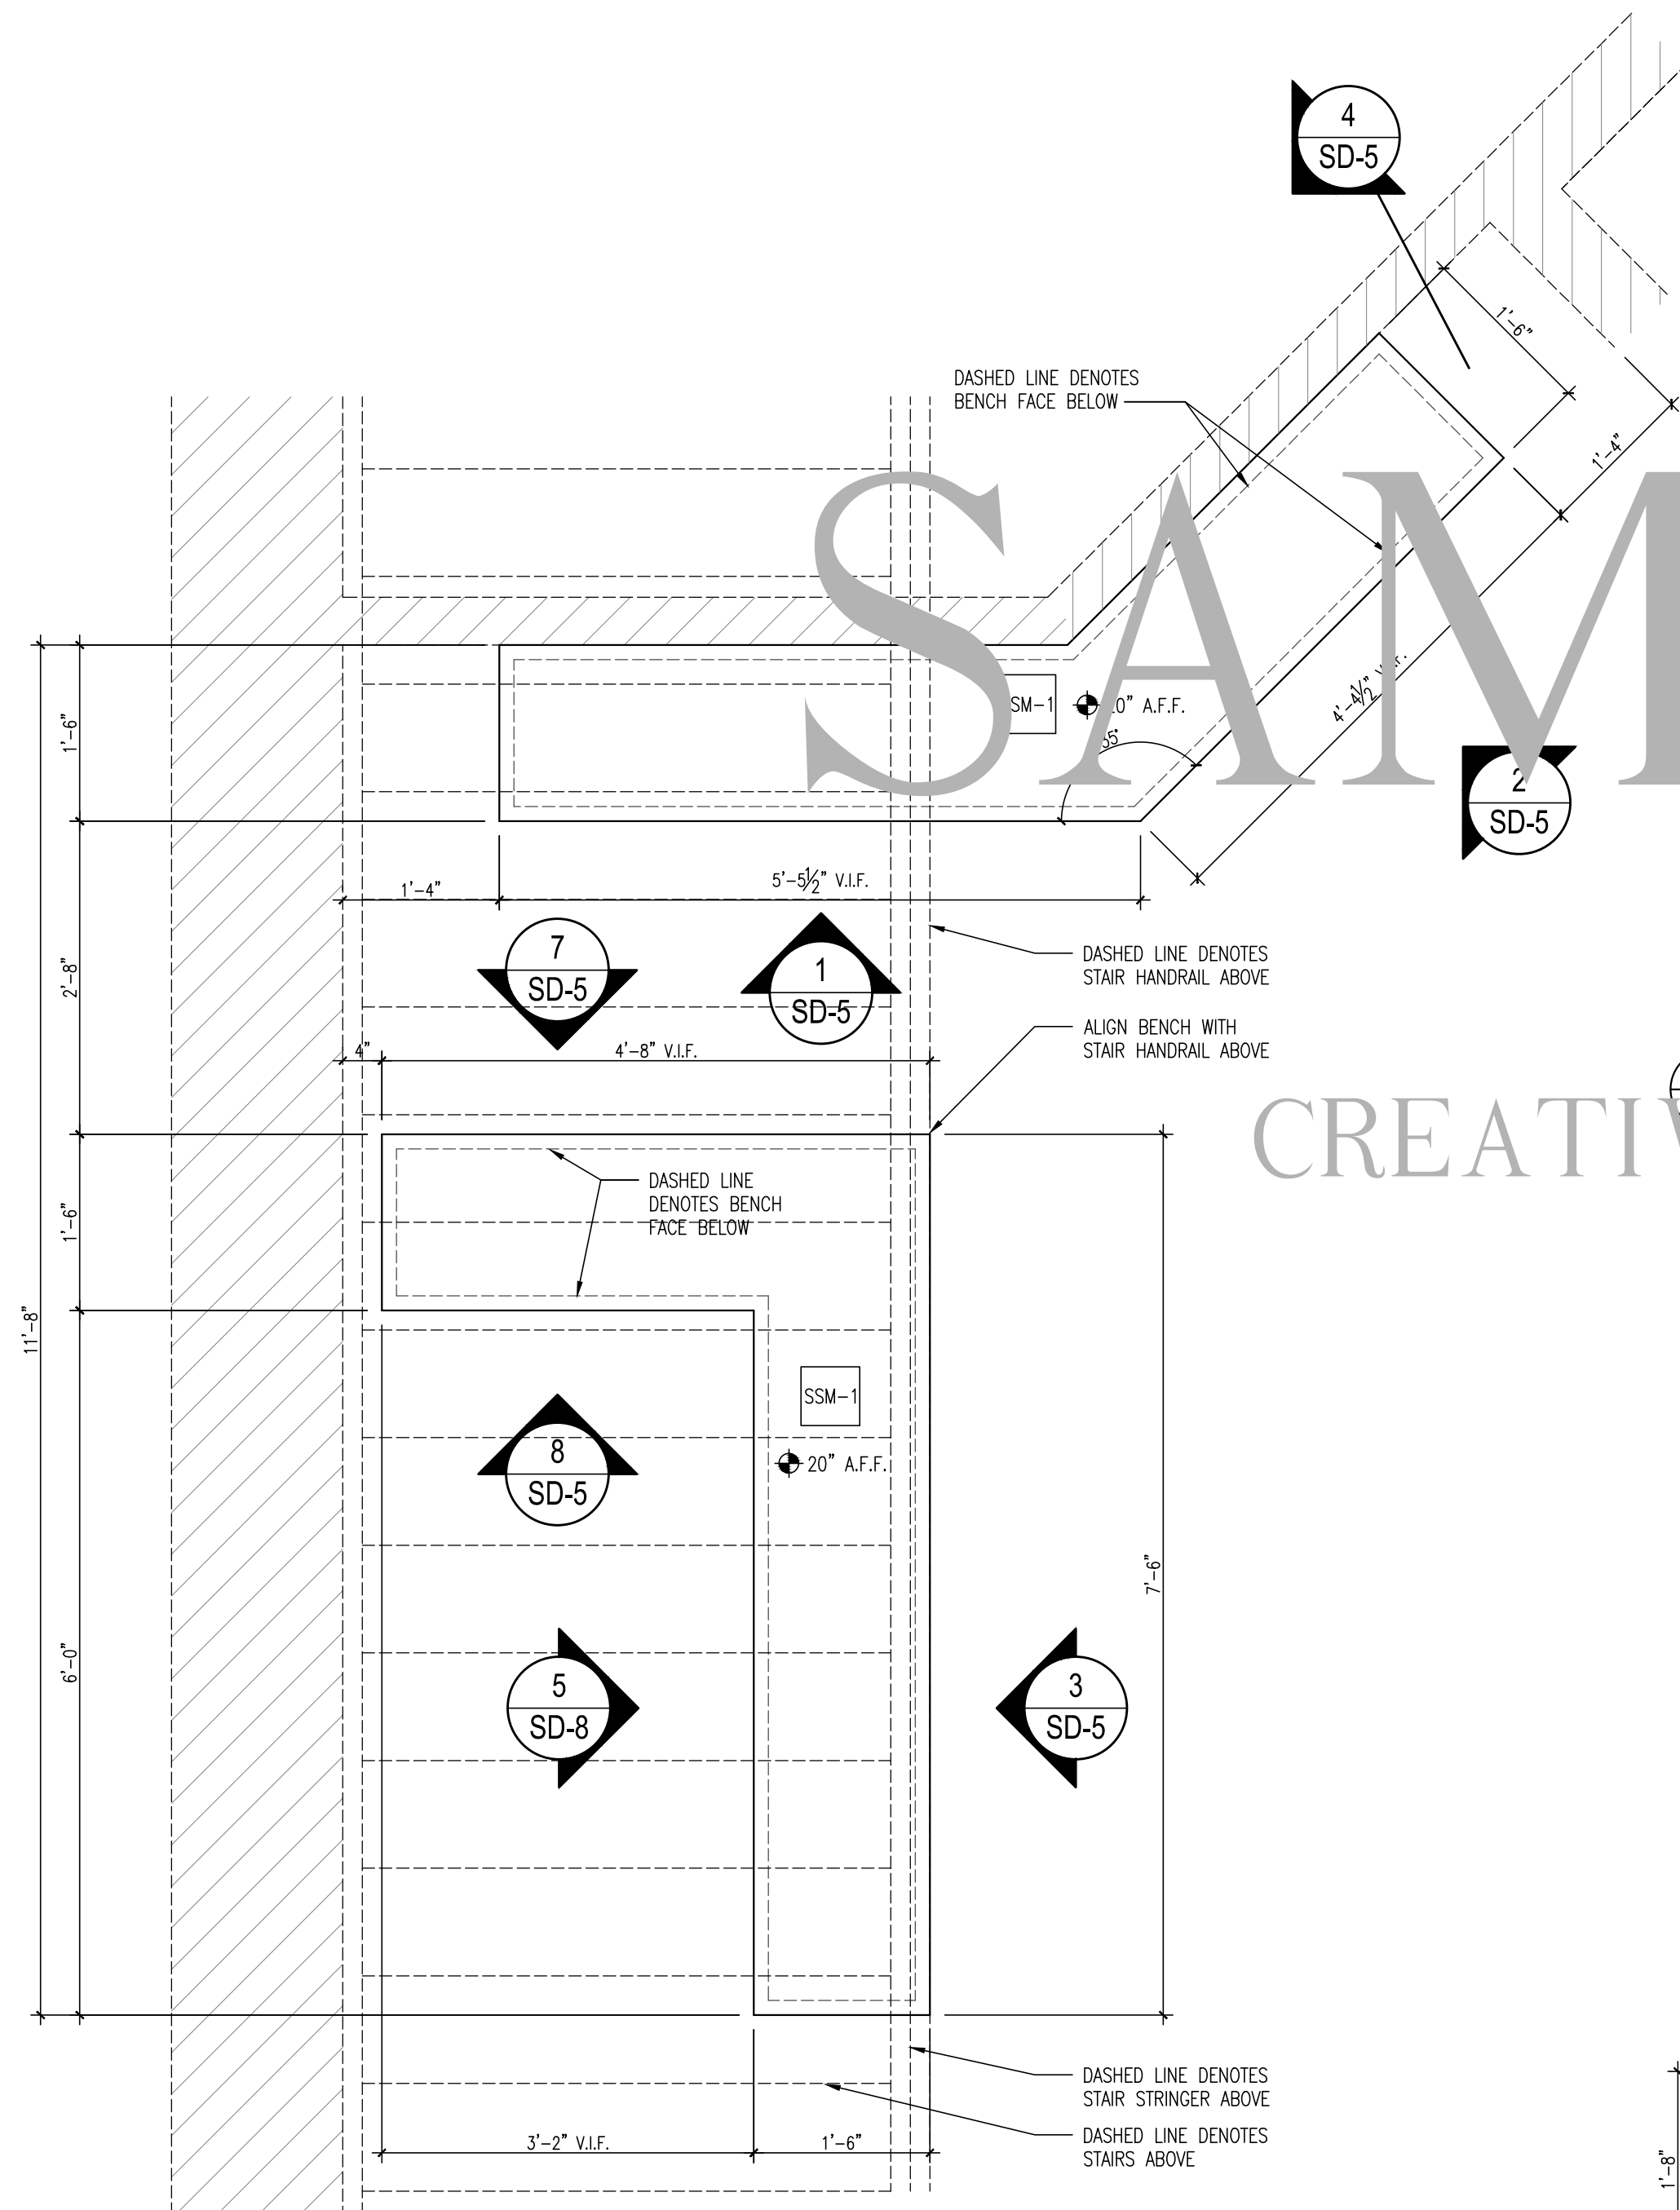 4
SD-5
1'-6"
1'-4"
DASHED LINE DENOTES
BENCH FACE BELOW
SAM
1'-6"
A.F.F.
4'-4½"
2
SD-5
5'-5½" V.I.F.
1'-4"
7
SD-5
1
SD-5
DASHED LINE DENOTES
STAIR HANDRAIL ABOVE
2'-8"
ALIGN BENCH WITH
STAIR HANDRAIL ABOVE
4"
4'-8" V.I.F.
CREATIV
DASHED LINE
DENOTES BENCH
FACE BELOW
1'-6"
11'-8"
SSM-1
8
SD-5
20" A.F.F.
7'-6"
6'-0"
5
SD-8
3
SD-5
DASHED LINE DENOTES
STAIR STRINGER ABOVE
DASHED LINE DENOTES
STAIRS ABOVE
3'-2" V.I.F.
1'-6"
1'-8"